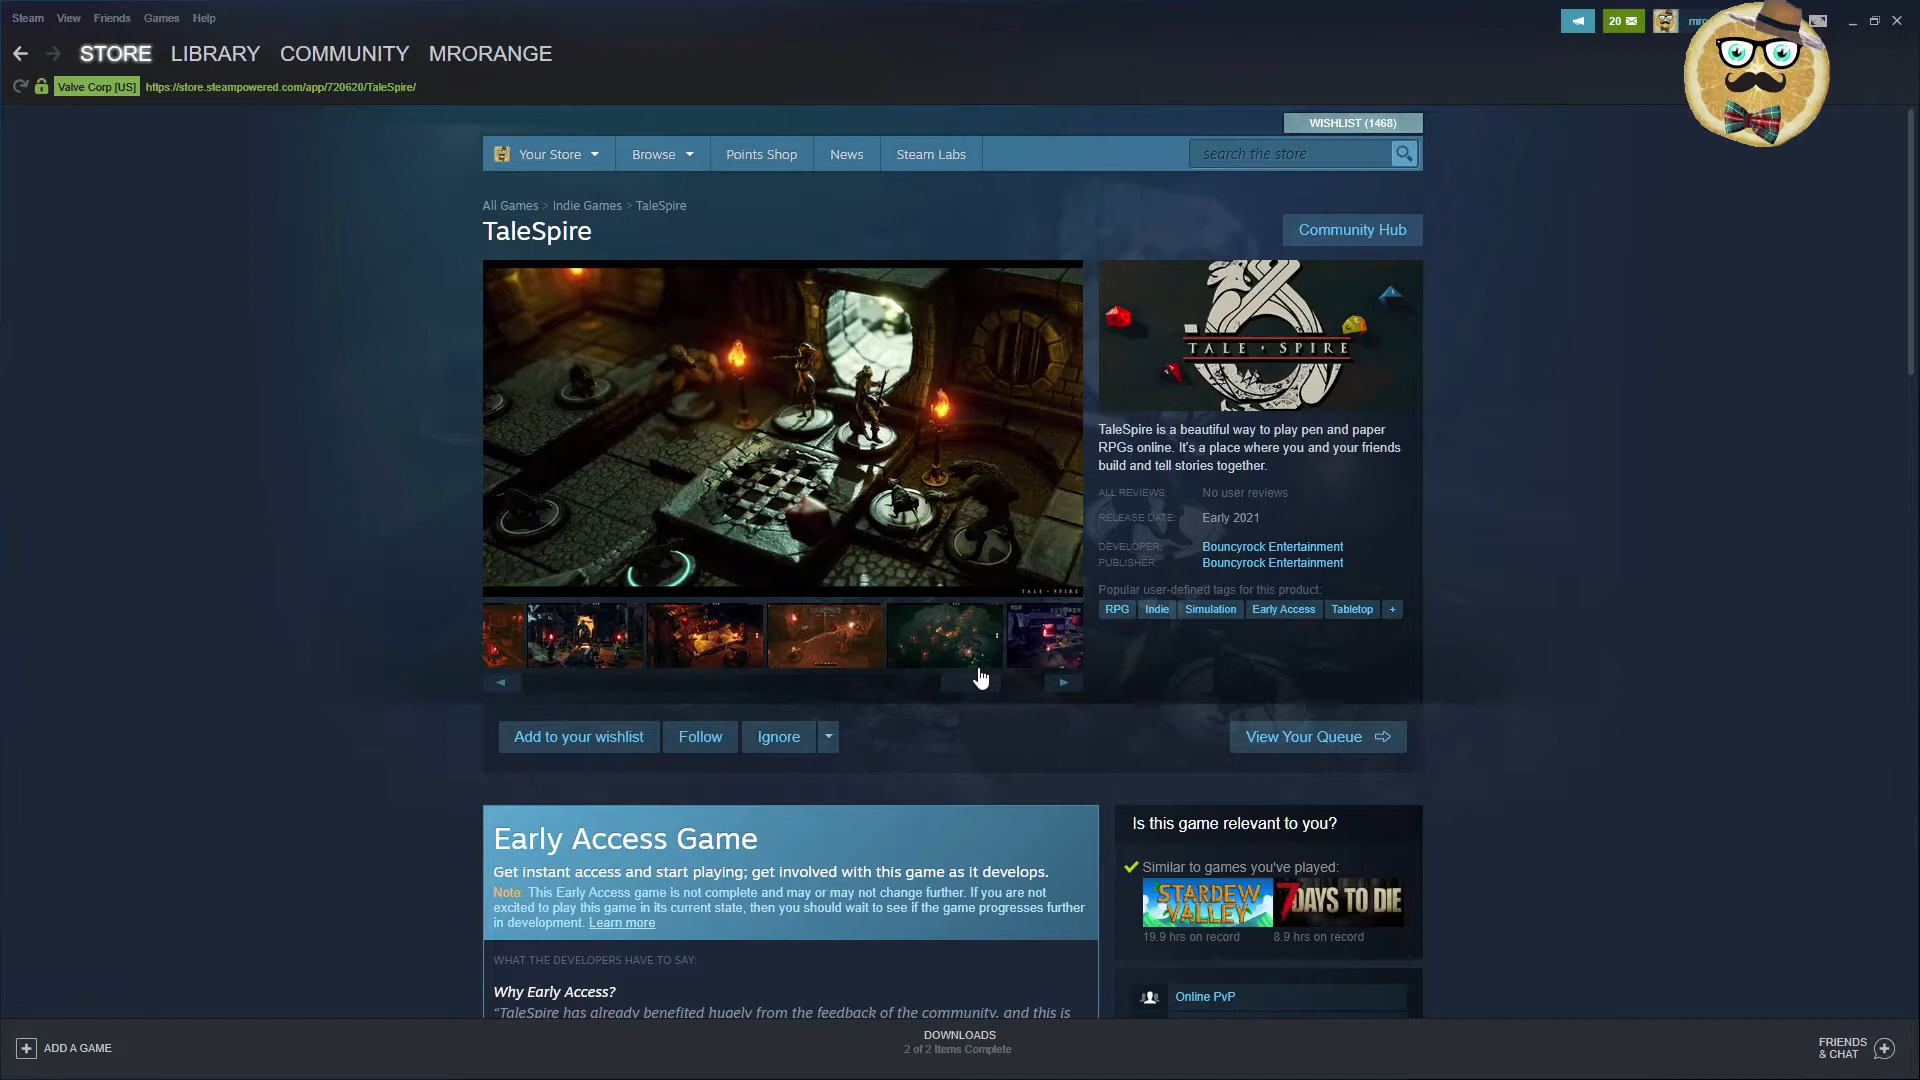 Steam View Friends Games Help
20
mro
STORE LIBRARY COMMUNITY MRORANGE
Valve Corp [US] https://store.steampowered.com/app/720620/TaleSpire/
WISHLIST (1468)
Your Store Browse Points Shop News Steam Labs search the store
All Games > Indie Games > TaleSpire
TaleSpire
Community Hub
TALE · SPIRE
TaleSpire is a beautiful way to play pen and paper
RPGs online. It's a place where you and your friends
build and tell stories together.
ALL REVIEWS: No user reviews
RELEASE DATE: Early 2021
DEVELOPER: Bouncyrock Entertainment
PUBLISHER: Bouncyrock Entertainment
Popular user-defined tags for this product:
RPG Indie Simulation Early Access Tabletop +
TALE · SPIRE
Add to your wishlist Follow Ignore View Your Queue
Early Access Game
Get instant access and start playing; get involved with this game as it develops.
Note: This Early Access game is not complete and may or may not change further. If you are not
excited to play this game in its current state, then you should wait to see if the game progresses further
in development. Learn more
WHAT THE DEVELOPERS HAVE TO SAY:
Why Early Access?
“TaleSpire has already benefited hugely from the feedback of the community, and this is
Is this game relevant to you?
Similar to games you've played:
STARDEW VALLEY 7 DAYS TO DIE
19.9 hrs on record 8.9 hrs on record
Online PvP
ADD A GAME
DOWNLOADS
2 of 2 Items Complete
FRIENDS
& CHAT